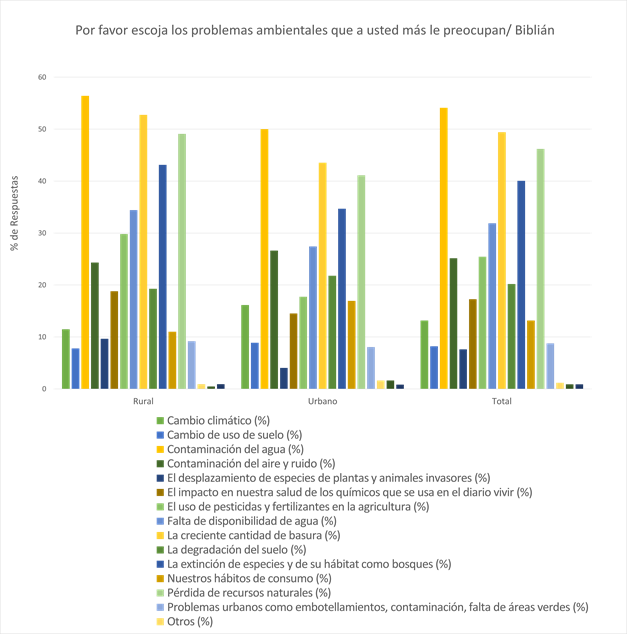 Por favor escoja los problemas ambientales que a usted más le preocupan/ Biblián
60
50
40
30
20
10
0
% de Respuestas
Rural Urbano Total
Cambio climático (%)
Cambio de uso de suelo (%)
Contaminación del agua (%)
Contaminación del aire y ruido (%)
El desplazamiento de especies de plantas y animales invasores (%)
El impacto en nuestra salud de los químicos que se usa en el diario vivir (%)
El uso de pesticidas y fertilizantes en la agricultura (%)
Falta de disponibilidad de agua (%)
La creciente cantidad de basura (%)
La degradación del suelo (%)
La extinción de especies y de su hábitat como bosques (%)
Nuestros hábitos de consumo (%)
Pérdida de recursos naturales (%)
Problemas urbanos como embotellamientos, contaminación, falta de áreas verdes (%)
Otros (%)